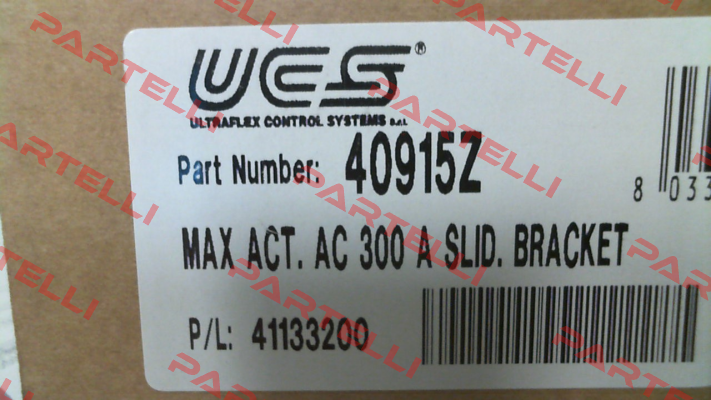 UCS®
ULTRAFLEX CONTROL SYSTEMS s.r.l.
Part Number: 40915Z
8 033
MAX ACT. AC 300 A SLID. BRACKET
P/L: 41133200
PARTELLI